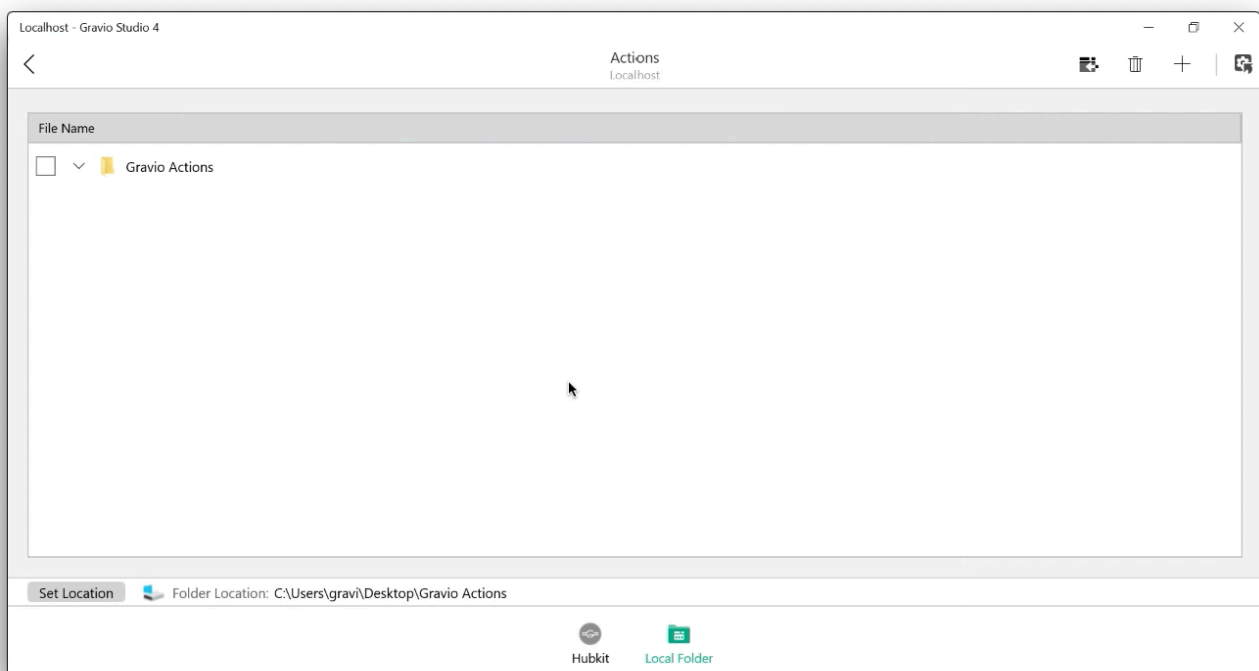 Localhost - Gravio Studio 4
Actions
Localhost
File Name
Gravio Actions
Set Location Folder Location: C:\Users\gravi\Desktop\Gravio Actions
Hubkit Local Folder